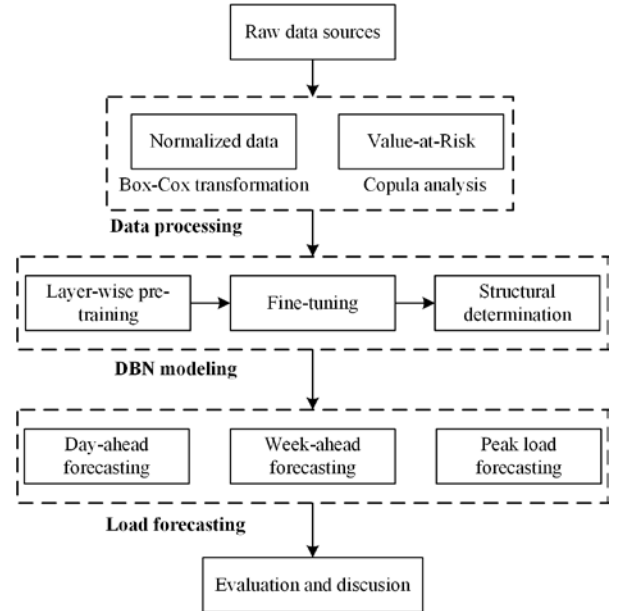 Raw data sources
Normalized data
Value-at-Risk
Box-Cox transformation
Copula analysis
Data processing
Layer-wise pre-
training
Fine-tuning
Structural
determination
DBN modeling
Day-ahead
forecasting
Week-ahead
forecasting
Peak load
forecasting
Load forecasting
Evaluation and discusion